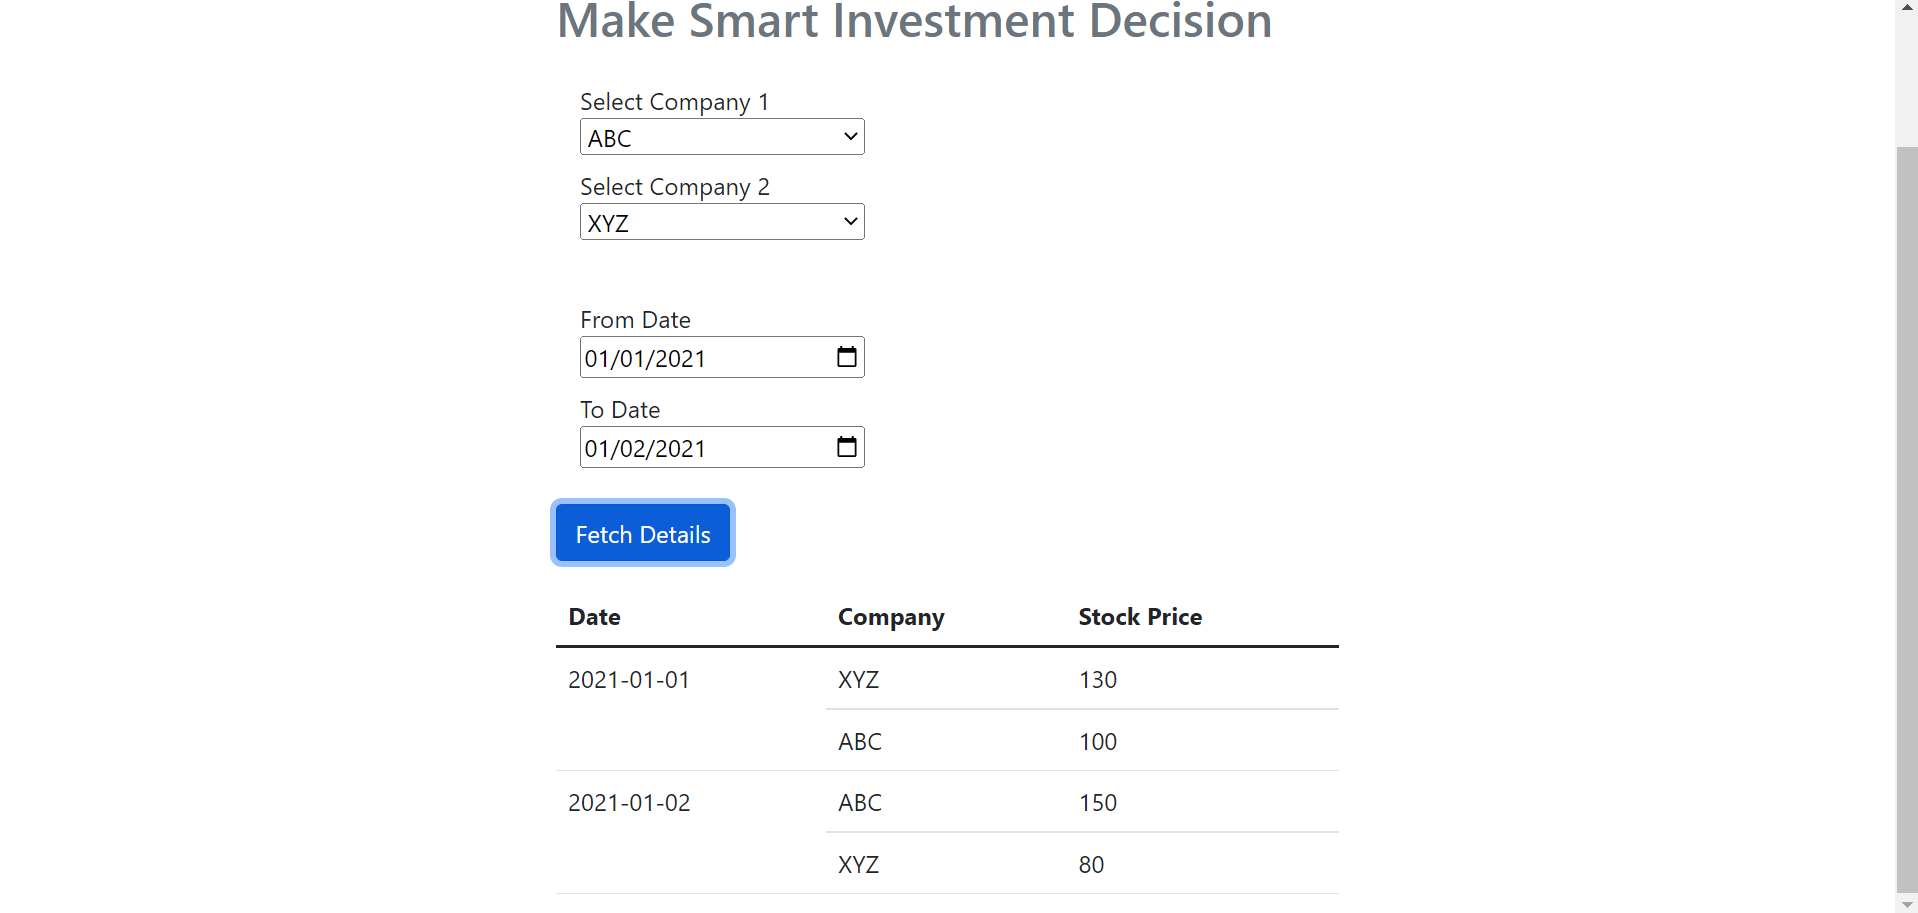 Make Smart Investment Decision
Select Company 1
ABC
Select Company 2
XYZ
From Date
01/01/2021
To Date
01/02/2021
Fetch Details
Date Company Stock Price
2021-01-01 XYZ 130
ABC 100
2021-01-02 ABC 150
XYZ 80